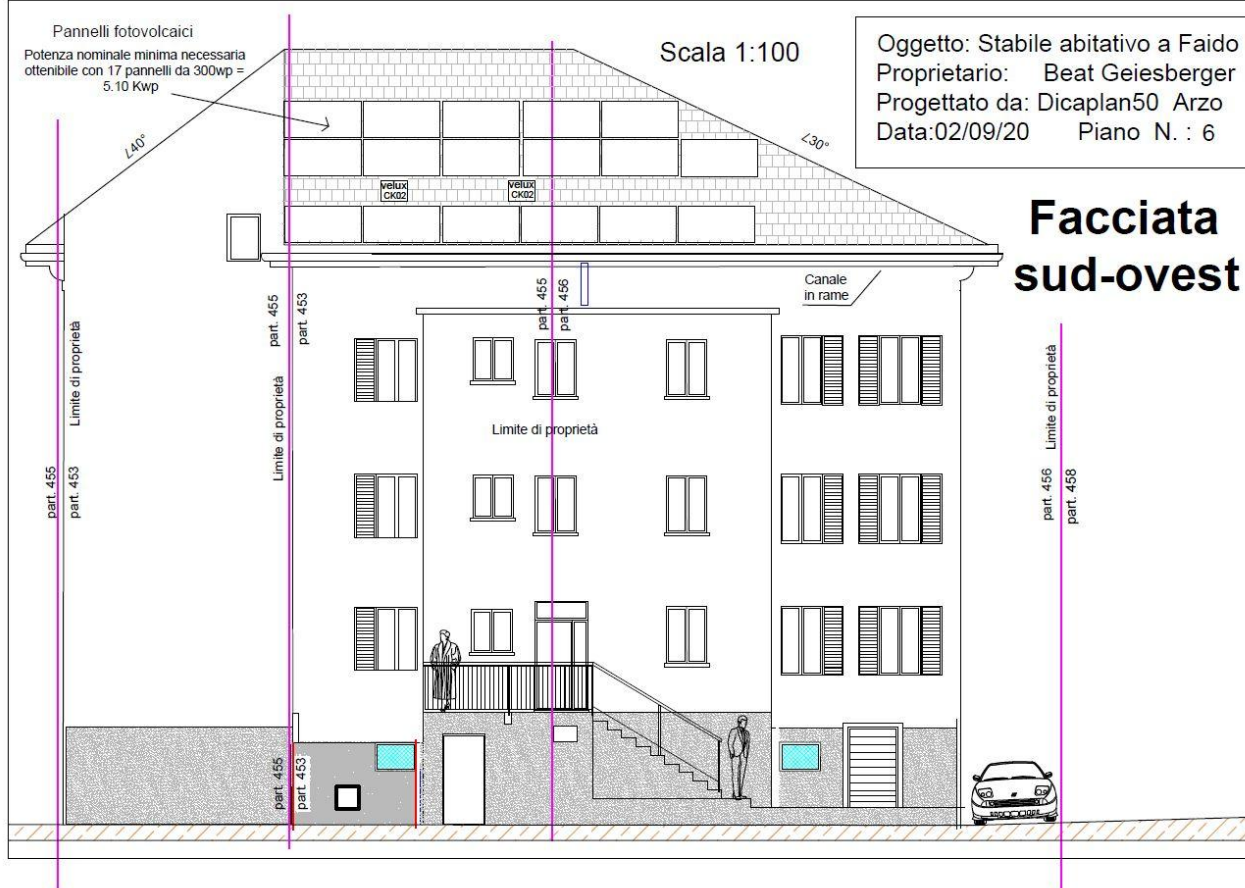 Pannelli fotovolcaici
Potenza nominale minima necessaria
ottenibile con 17 pannelli da 300wp =
5.10 Kwp
Scala 1:100
Oggetto: Stabile abitativo a Faido
Proprietario: Beat Geiesberger
Progettato da: Dicaplan50 Arzo
Data:02/09/20 Piano N. : 6
∠40°
∠30°
velux
CK02
velux
CK02
Facciata
sud-ovest
Canale
in rame
part. 455
part. 453
part. 455
part. 456
Limite di proprietà
Limite di proprietà
Limite di proprietà
Limite di proprietà
part. 455
part. 453
part. 456
part. 458
part. 455
part. 453